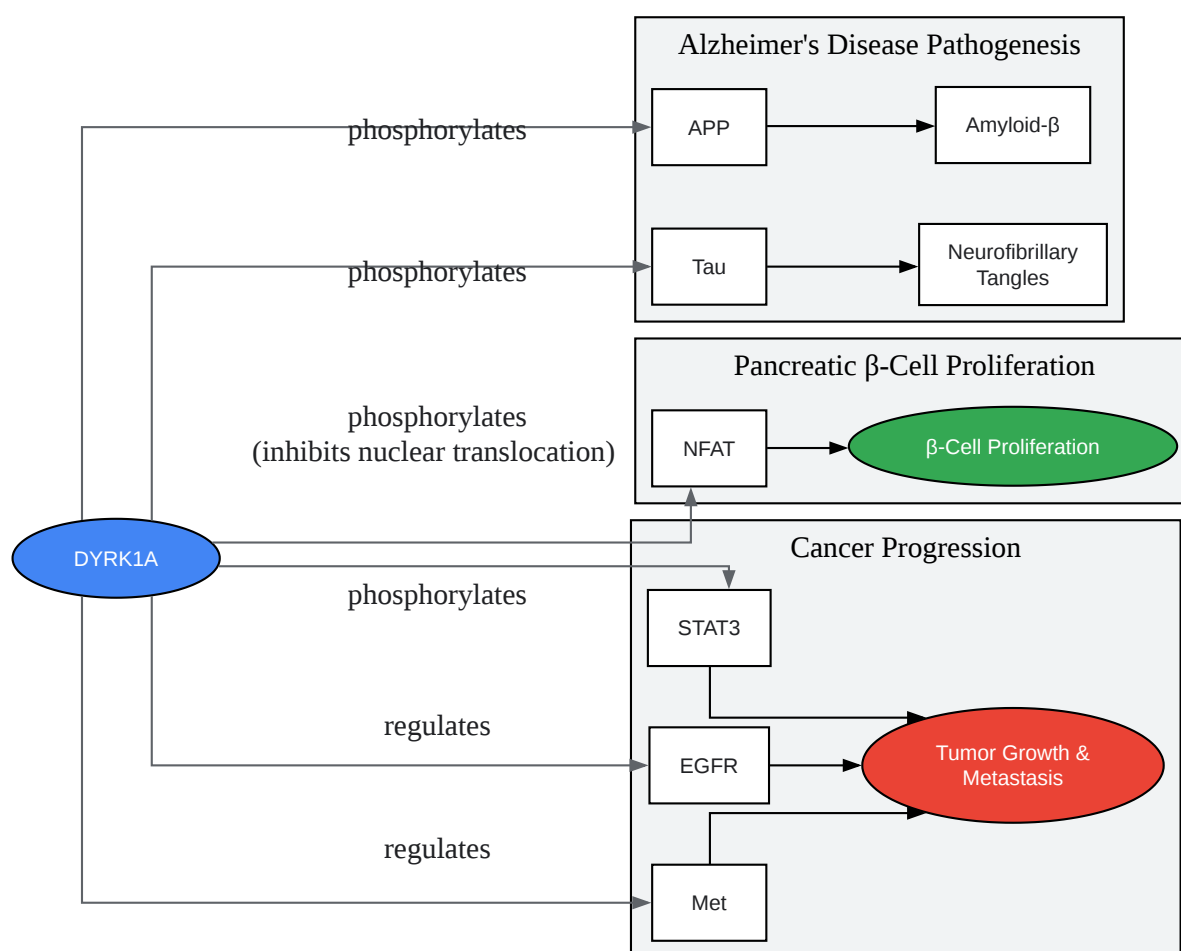 Alzheimer's Disease Pathogenesis
phosphorylates
APP
Amyloid-β
phosphorylates
Tau
Neurofibrillary
Tangles
Pancreatic β-Cell Proliferation
phosphorylates
(inhibits nuclear translocation)
NFAT
β-Cell Proliferation
DYRK1A
Cancer Progression
phosphorylates
STAT3
regulates
EGFR
Tumor Growth &
Metastasis
regulates
Met